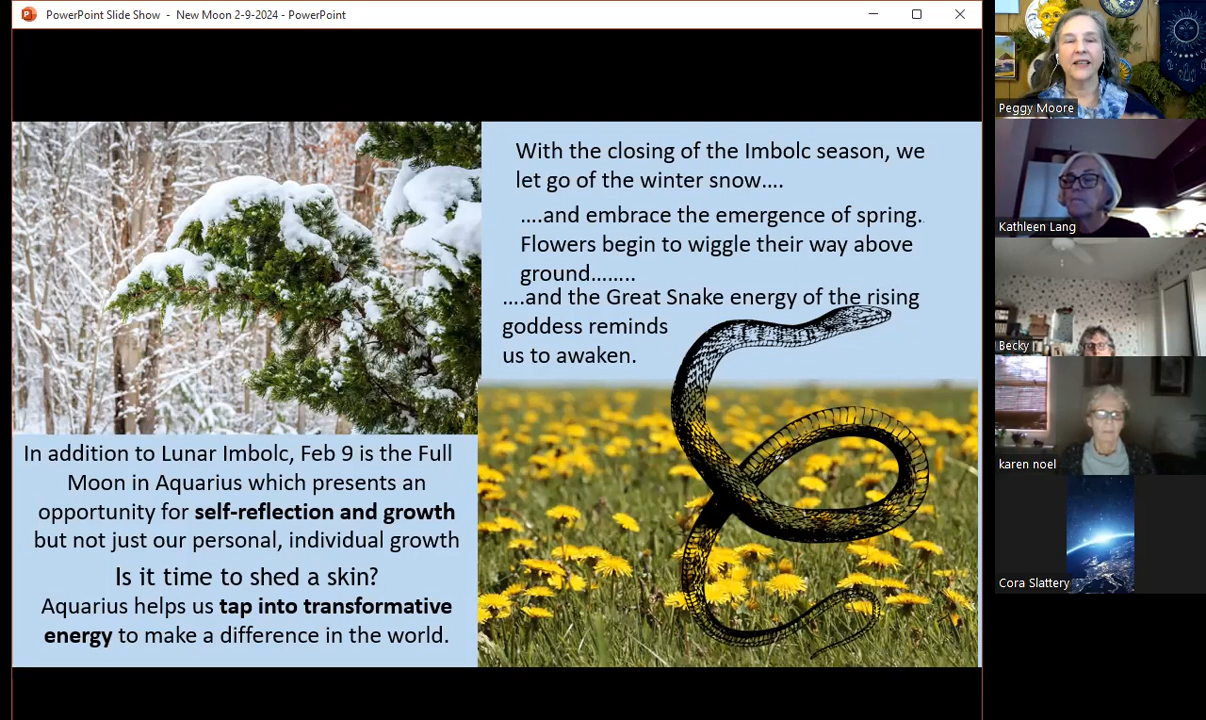 PowerPoint Slide Show - New Moon 2-9-2024 - PowerPoint
With the closing of the Imbolc season, we
let go of the winter snow....
....and embrace the emergence of spring.
Flowers begin to wiggle their way above
ground........
....and the Great Snake energy of the rising
goddess reminds
us to awaken.
In addition to Lunar Imbolc, Feb 9 is the Full
Moon in Aquarius which presents an
opportunity for self-reflection and growth
but not just our personal, individual growth
Is it time to shed a skin?
Aquarius helps us tap into transformative
energy to make a difference in the world.
Peggy Moore
Kathleen Lang
Becky
karen noel
Cora Slattery